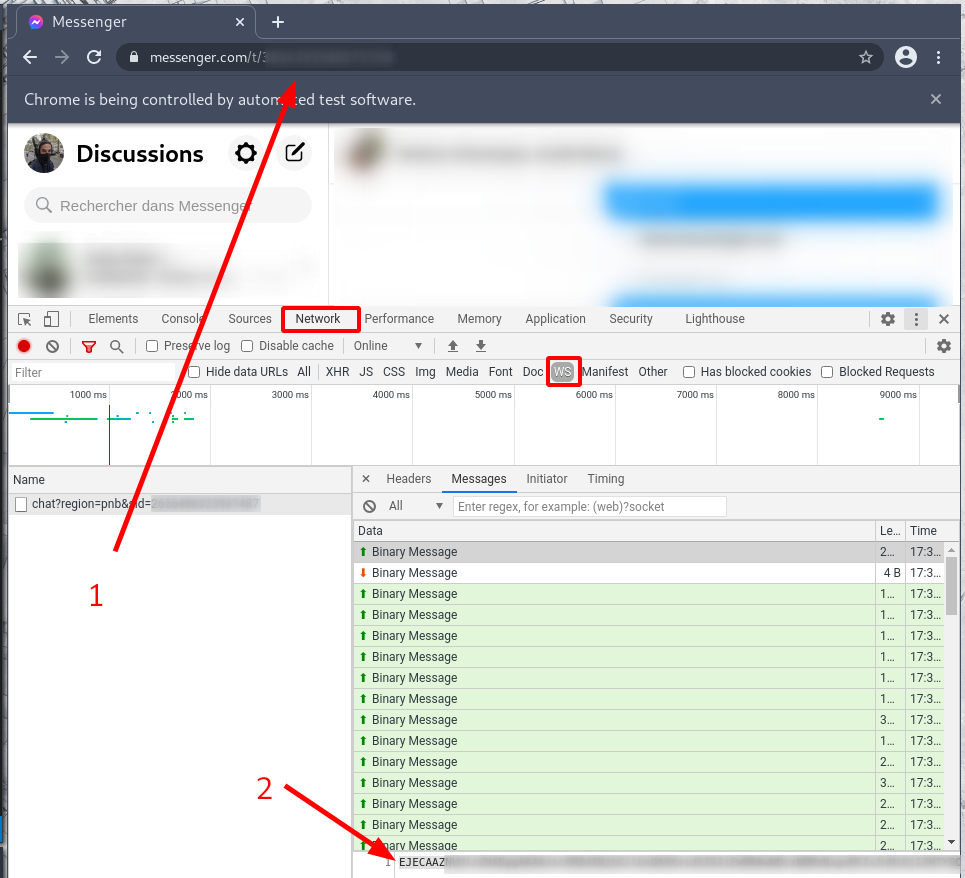 Messenger
messenger.com/t/3
Chrome is being controlled by automated test software.
Discussions
Rechercher dans Messenger
Elements Console Sources Network Performance Memory Application Security Lighthouse
Preserve log Disable cache Online
Filter Hide data URLs All XHR JS CSS Img Media Font Doc WS Manifest Other Has blocked cookies Blocked Requests
1000 ms 2000 ms 3000 ms 4000 ms 5000 ms 6000 ms 7000 ms 8000 ms 9000 ms
Name
chat?region=pnb&sid=
Headers Messages Initiator Timing
All Enter regex, for example: (web)?socket
Data Le... Time
Binary Message 2... 17:3...
Binary Message 4 B 17:3...
Binary Message 1... 17:3...
Binary Message 1... 17:3...
Binary Message 1... 17:3...
Binary Message 1... 17:3...
Binary Message 1... 17:3...
Binary Message 1... 17:3...
Binary Message 3... 17:3...
Binary Message 1... 17:3...
Binary Message 2... 17:3...
Binary Message 3... 17:3...
Binary Message 2... 17:3...
Binary Message 2... 17:3...
Binary Message 2... 17:3...
1 EJECAAZ
1
2